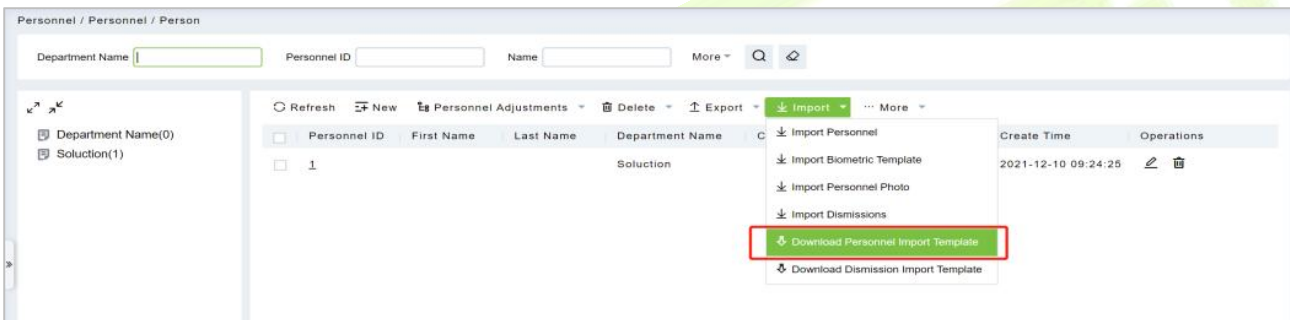 Personnel / Personnel / Person
Department Name Personnel ID Name More
Refresh New Personnel Adjustments Delete Export Import ··· More
Department Name(0)
Soluction(1)
Personnel ID First Name Last Name Department Name C Create Time Operations
1 Soluction 2021-12-10 09:24:25
Import Personnel
Import Biometric Template
Import Personnel Photo
Import Dismissions
Download Personnel Import Template
Download Dismission Import Template